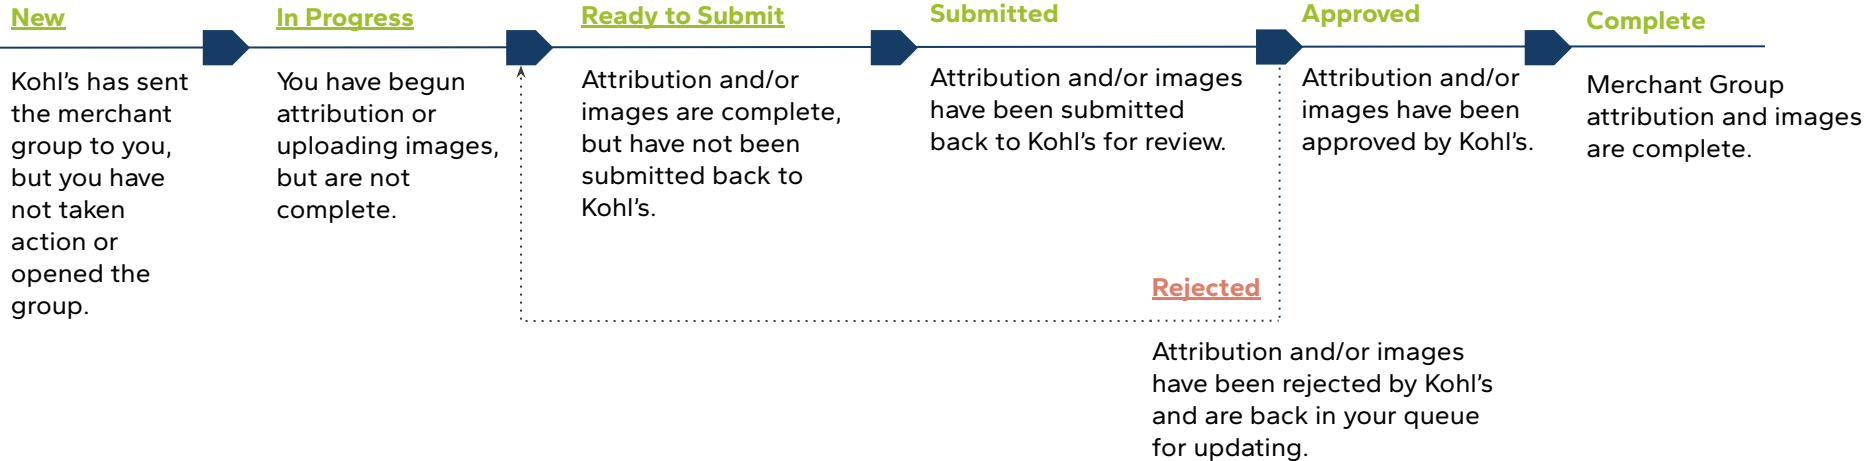 New
Kohl's has sent
the merchant
group to you,
but you have
not taken
action or
opened the
group.
In Progress
You have begun
attribution or
uploading images,
but are not
complete.
Ready to Submit
Attribution and/or
images are complete,
but have not been
submitted back to
Kohl's.
Submitted
Attribution and/or images
have been submitted
back to Kohl's for review.
Approved
Attribution and/or
images have been
approved by Kohl's.
Complete
Merchant Group
attribution and images
are complete.
Rejected
Attribution and/or images
have been rejected by Kohl's
and are back in your queue
for updating.